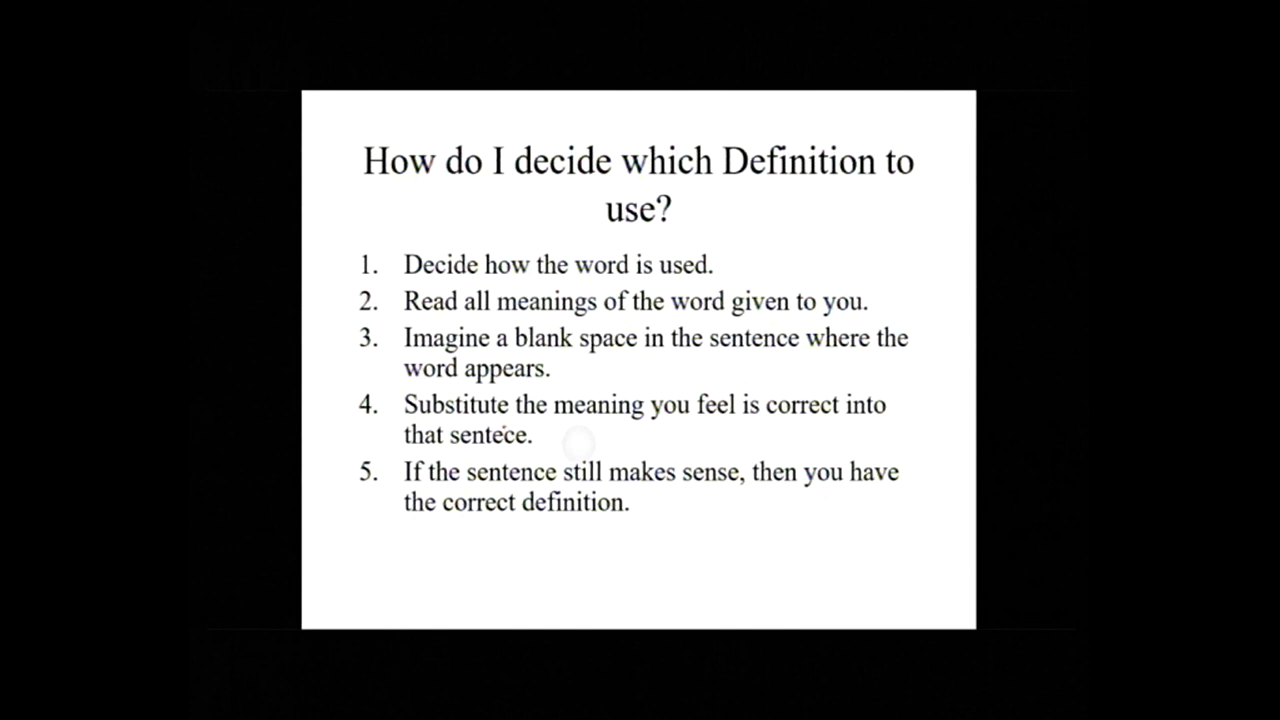 How do I decide which Definition to
use?
1. Decide how the word is used.
2. Read all meanings of the word given to you.
3. Imagine a blank space in the sentence where the
word appears.
4. Substitute the meaning you feel is correct into
that sentece.
5. If the sentence still makes sense, then you have
the correct definition.